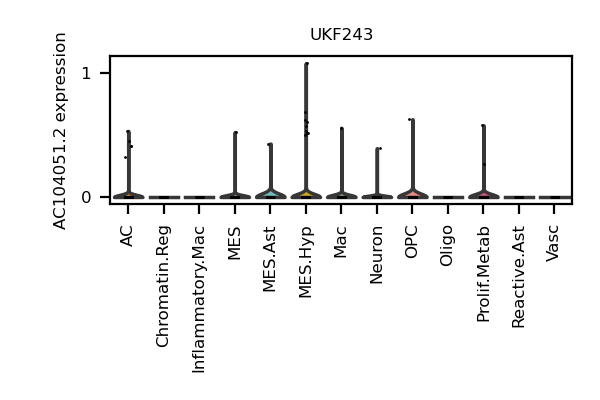 UKF243
AC104051.2 expression
1
0
AC
Chromatin.Reg
Inflammatory.Mac
MES
MES.Ast
MES.Hyp
Mac
Neuron
OPC
Oligo
Prolif.Metab
Reactive.Ast
Vasc